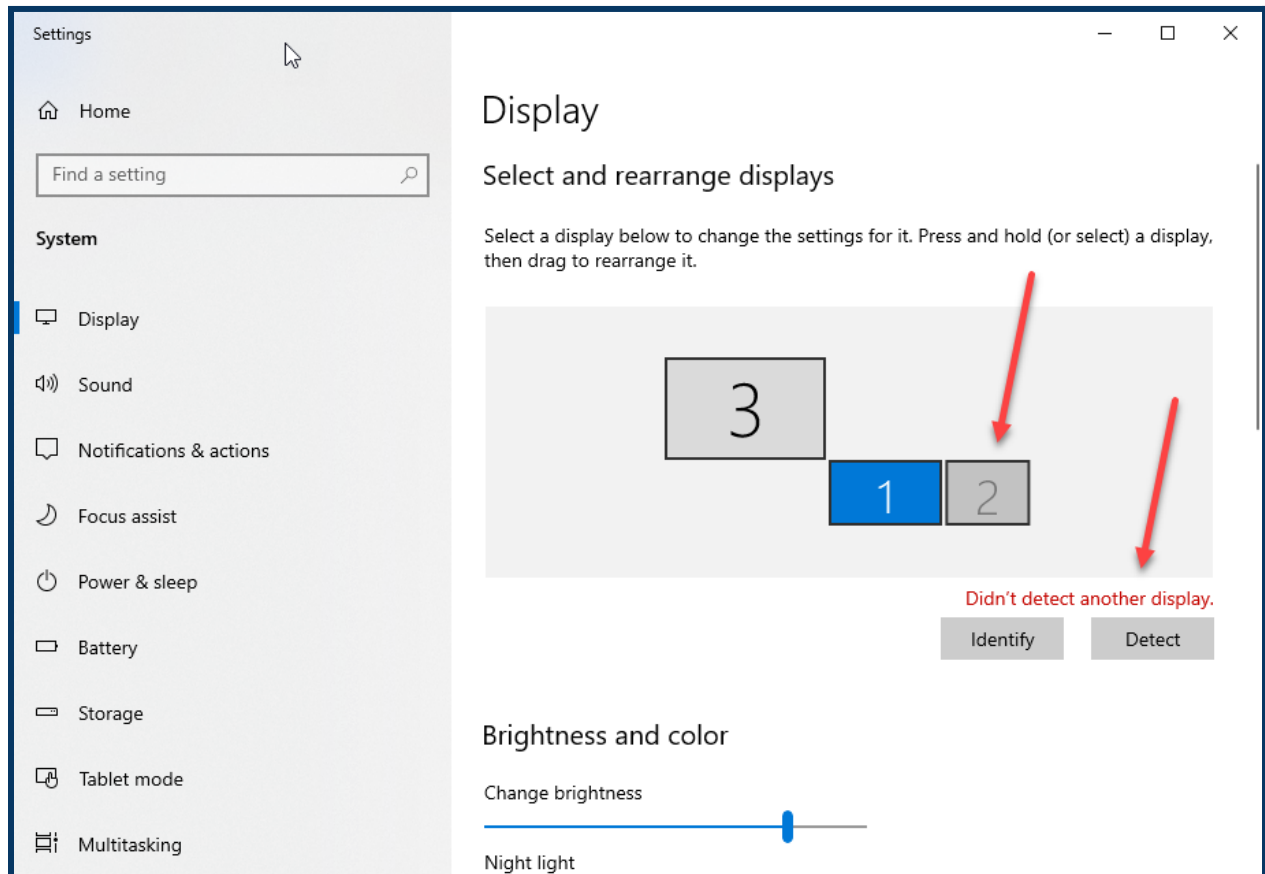 Settings
Home
Find a setting
System
Display
Sound
Notifications & actions
Focus assist
Power & sleep
Battery
Storage
Tablet mode
Multitasking
Display
Select and rearrange displays
Select a display below to change the settings for it. Press and hold (or select) a display,
then drag to rearrange it.
3
1 2
Didn't detect another display.
Identify Detect
Brightness and color
Change brightness
Night light